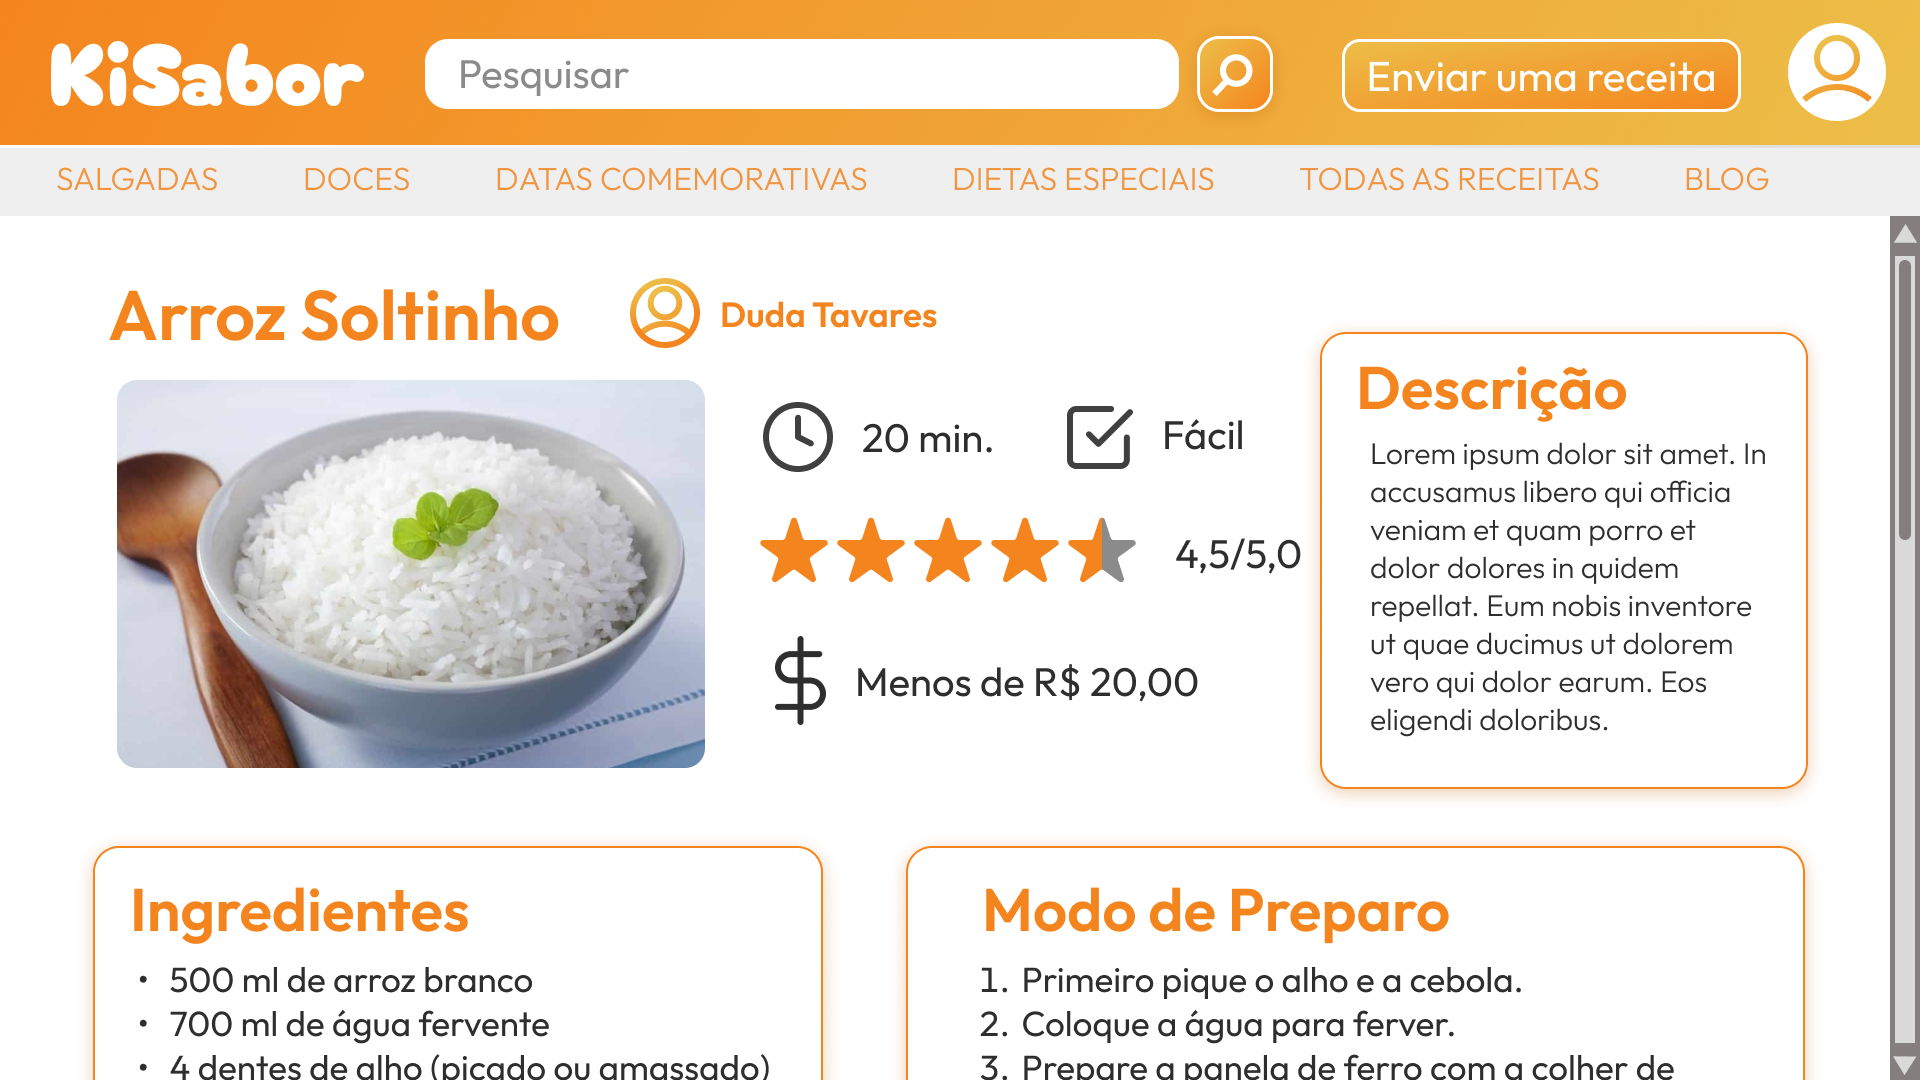 KiSabor
Pesquisar
Enviar uma receita
SALGADAS
DOCES
DATAS COMEMORATIVAS
DIETAS ESPECIAIS
TODAS AS RECEITAS
BLOG
Arroz Soltinho
Duda Tavares
20 min.
Fácil
4,5/5,0
Menos de R$ 20,00
Descrição
Lorem ipsum dolor sit amet. In
accusamus libero qui officia
veniam et quam porro et
dolor dolores in quidem
repellat. Eum nobis inventore
ut quae ducimus ut dolorem
vero qui dolor earum. Eos
eligendi doloribus.
Ingredientes
• 500 ml de arroz branco
• 700 ml de água fervente
• 4 dentes de alho (picado ou amassado)
Modo de Preparo
1. Primeiro pique o alho e a cebola.
2. Coloque a água para ferver.
3. Prepare a panela de ferro com a colher de